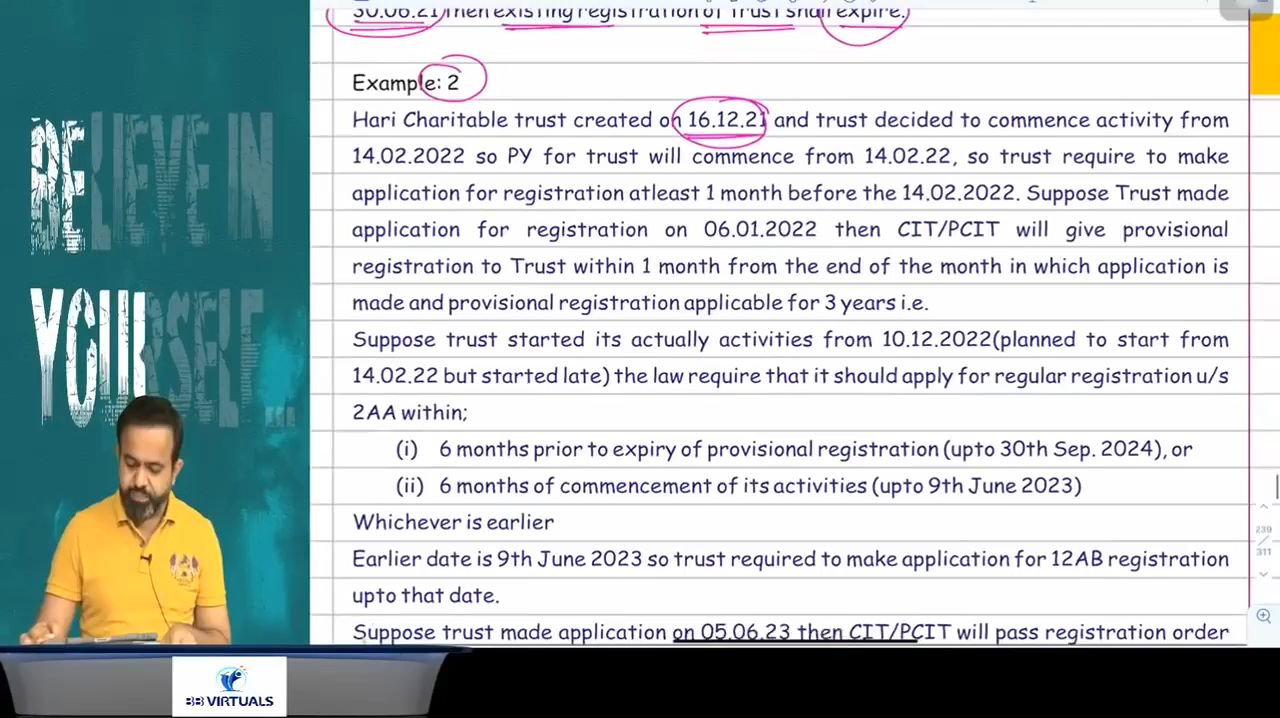 30.06.21 Then existing registration of Trust shall expire.
Example: 2
Hari Charitable trust created on 16.12.21 and trust decided to commence activity from
14.02.2022 so PY for trust will commence from 14.02.22, so trust require to make
application for registration atleast 1 month before the 14.02.2022. Suppose Trust made
application for registration on 06.01.2022 then CIT/PCIT will give provisional
registration to Trust within 1 month from the end of the month in which application is
made and provisional registration applicable for 3 years i.e.
Suppose trust started its actually activities from 10.12.2022(planned to start from
14.02.22 but started late) the law require that it should apply for regular registration u/s
2AA within;
(i) 6 months prior to expiry of provisional registration (upto 30th Sep. 2024), or
(ii) 6 months of commencement of its activities (upto 9th June 2023)
Whichever is earlier
Earlier date is 9th June 2023 so trust required to make application for 12AB registration
upto that date.
Suppose trust made application on 05.06.23 then CIT/PCIT will pass registration order
BELIEVE IN
YOURSELF...
239
311
BB VIRTUALS